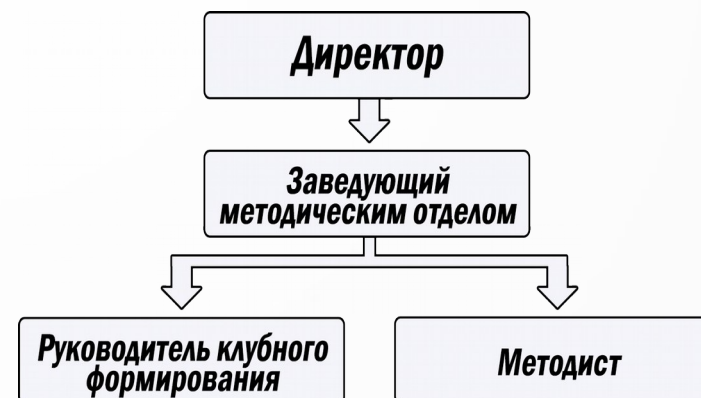 Директор
Заведующий
методическим отделом
Руководитель клубного
формирования
Методист